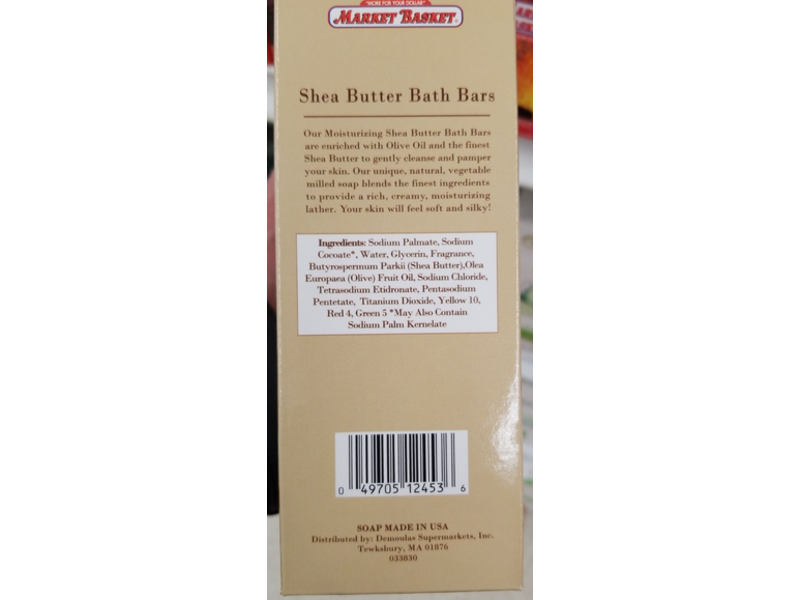 "MORE FOR YOUR DOLLAR"
MARKET BASKET®
Shea Butter Bath Bars
Our Moisturizing Shea Butter Bath Bars
are enriched with Olive Oil and the finest
Shea Butter to gently cleanse and pamper
your skin. Our unique, natural, vegetable
milled soap blends the finest ingredients
to provide a rich, creamy, moisturizing
lather. Your skin will feel soft and silky!
Ingredients: Sodium Palmate, Sodium
Cocoate*, Water, Glycerin, Fragrance,
Butyrospermum Parkii (Shea Butter),Olea
Europaea (Olive) Fruit Oil, Sodium Chloride,
Tetrasodium Etidronate, Pentasodium
Pentetate, Titanium Dioxide, Yellow 10,
Red 4, Green 5 *May Also Contain
Sodium Palm Kernelate
0 49705 12453 6
SOAP MADE IN USA
Distributed by: Demoulas Supermarkets, Inc.
Tewksbury, MA 01876
033830